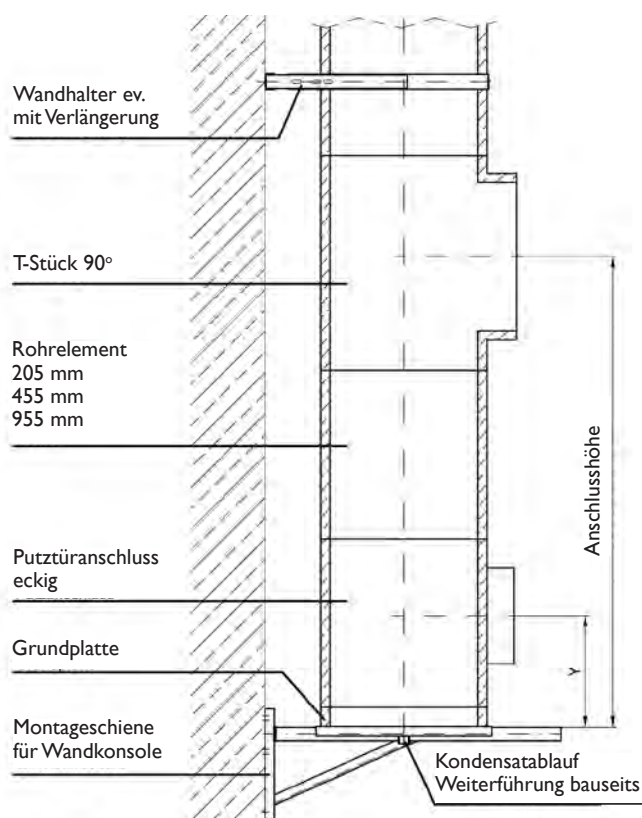 Wandhalter ev.
mit Verlängerung
T-Stück 90°
Rohrelement
205 mm
455 mm
955 mm
Putztüranschluss
eckig
Grundplatte
Montageschiene
für Wandkonsole
Anschlusshöhe
Y
Kondensatablauf
Weiterführung bauseits